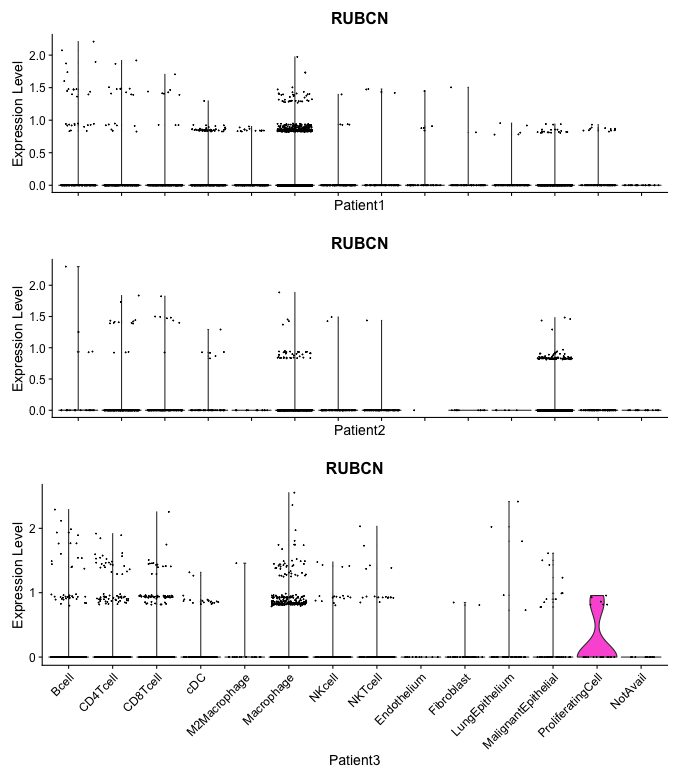 RUBCN
Expression Level
2.0
1.5
1.0
0.5
0.0
Patient1
RUBCN
Expression Level
2.0
1.5
1.0
0.5
0.0
Patient2
RUBCN
Expression Level
2
1
0
Bcell
CD4Tcell
CD8Tcell
cDC
M2Macrophage
Macrophage
NKcell
NKTcell
Endothelium
Fibroblast
LungEpithelium
MalignantEpithelial
ProliferatingCell
NotAvail
Patient3